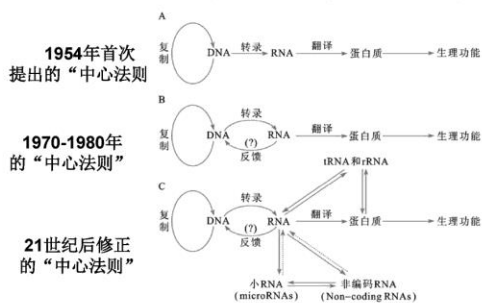 A
1954年首次
提出的“中心法则
复制
DNA 转录 RNA 翻译 蛋白质 生理功能
B
1970-1980年
的“中心法则”
复制
转录
DNA (?) RNA 翻译 蛋白质 生理功能
反馈
tRNA和rRNA
C
21世纪后修正
的“中心法则”
复制
转录
DNA (?) RNA 翻译 蛋白质 生理功能
反馈
小RNA 非编码RNA
(microRNAs) (Non-coding RNAs)